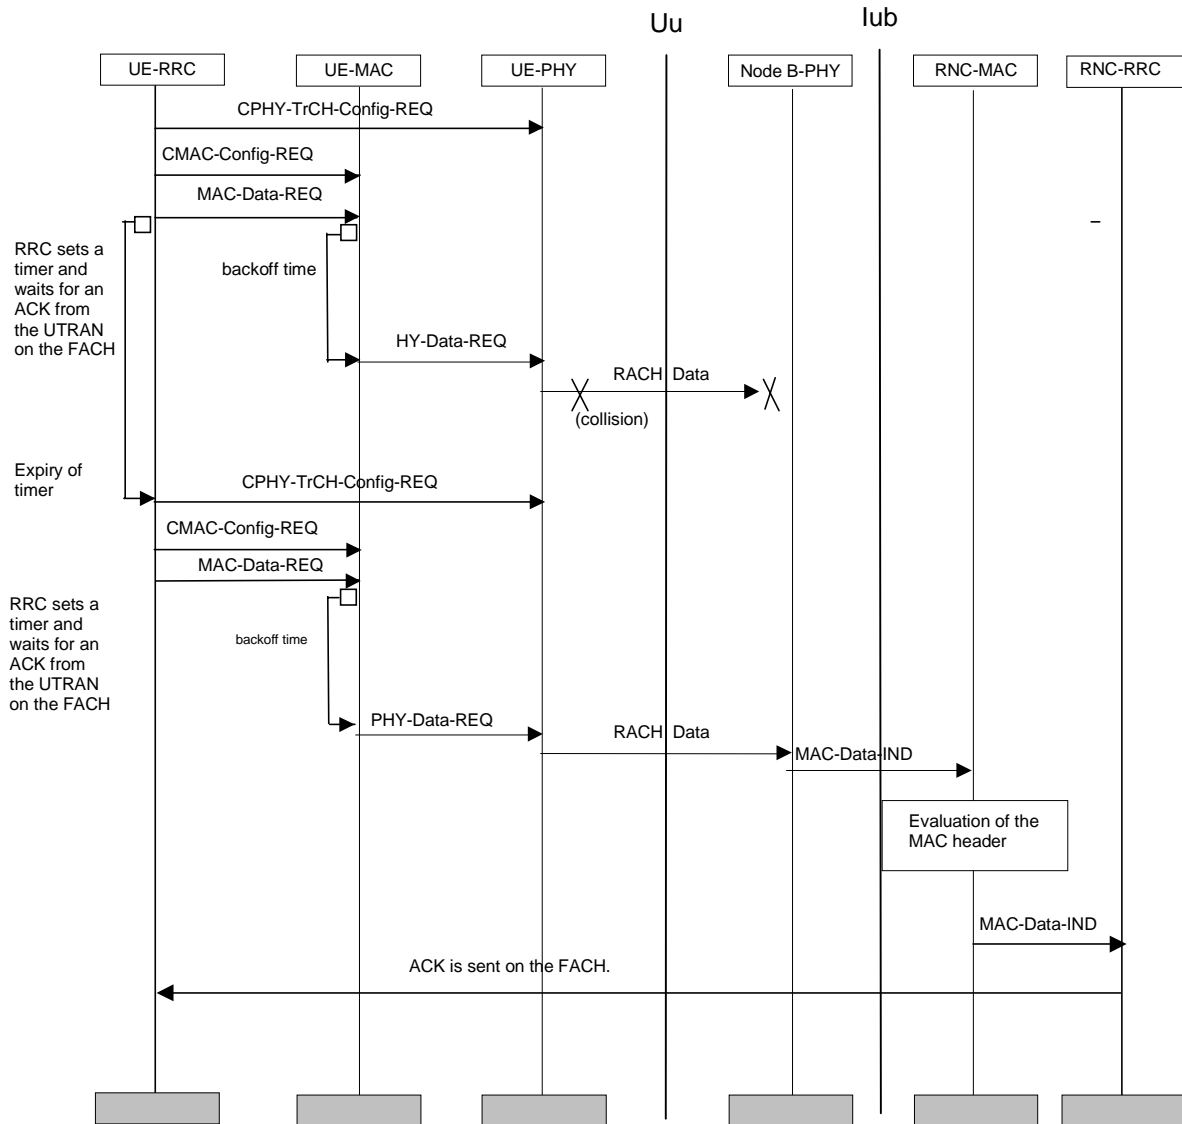 Uu
Iub
UE-RRC
UE-MAC
UE-PHY
Node B-PHY
RNC-MAC
RNC-RRC
CPHY-TrCH-Config-REQ
CMAC-Config-REQ
MAC-Data-REQ
RRC sets a
timer and
waits for an
ACK from
the UTRAN
on the FACH
backoff time
HY-Data-REQ
RACH Data
(collision)
Expiry of
timer
CPHY-TrCH-Config-REQ
CMAC-Config-REQ
MAC-Data-REQ
RRC sets a
timer and
waits for an
ACK from
the UTRAN
on the FACH
backoff time
PHY-Data-REQ
RACH Data
MAC-Data-IND
Evaluation of the
MAC header
MAC-Data-IND
ACK is sent on the FACH.